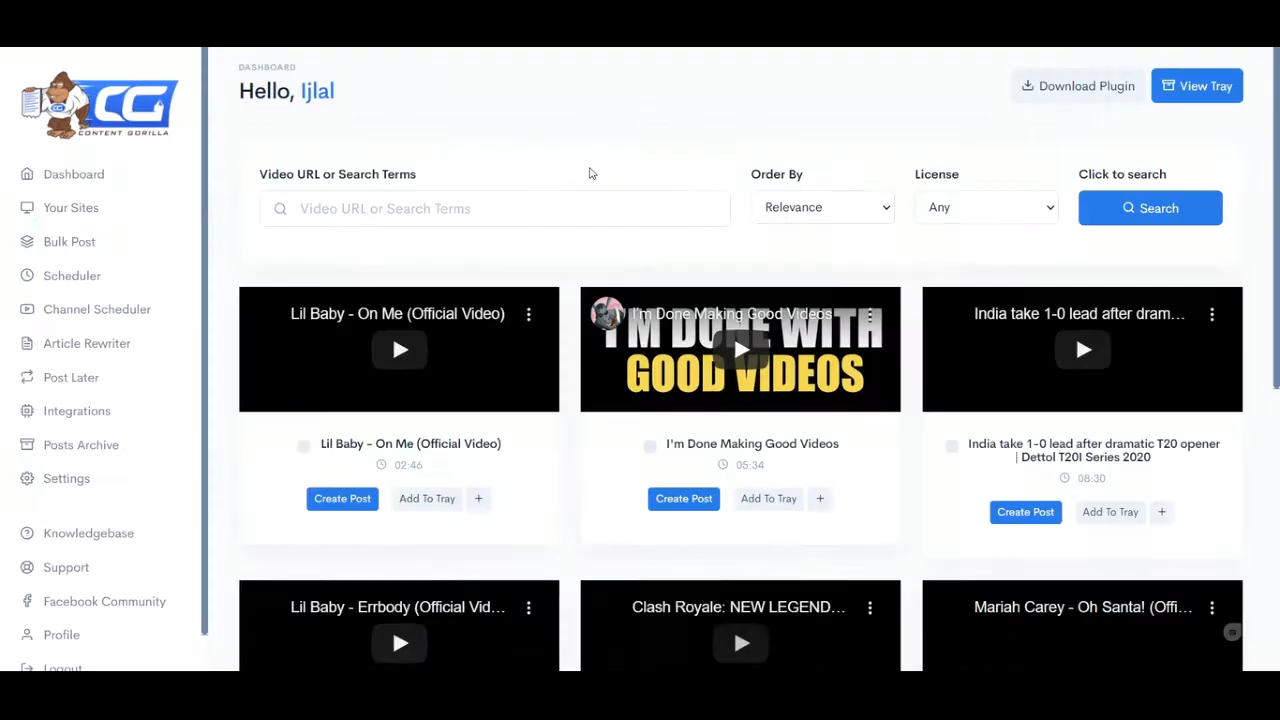 CG
CONTENT GORILLA
Dashboard
Your Sites
Bulk Post
Scheduler
Channel Scheduler
Article Rewriter
Post Later
Integrations
Posts Archive
Settings
Knowledgebase
Support
Facebook Community
Profile
Logout
DASHBOARD
Hello, Ijlal
Download Plugin
View Tray
Video URL or Search Terms
Video URL or Search Terms
Order By
Relevance
License
Any
Click to search
Search
Lil Baby - On Me (Official Video)
Lil Baby - On Me (Official Video)
02:46
Create Post
Add To Tray
+
I'm Done Making Good Videos
I'M DONE WITH
GOOD VIDEOS
I'm Done Making Good Videos
05:34
Create Post
Add To Tray
+
India take 1-0 lead after dram...
India take 1-0 lead after dramatic T20 opener
| Dettol T20I Series 2020
08:30
Create Post
Add To Tray
+
Lil Baby - Errbody (Official Vid...
Clash Royale: NEW LEGEND...
Mariah Carey - Oh Santa! (Offi...